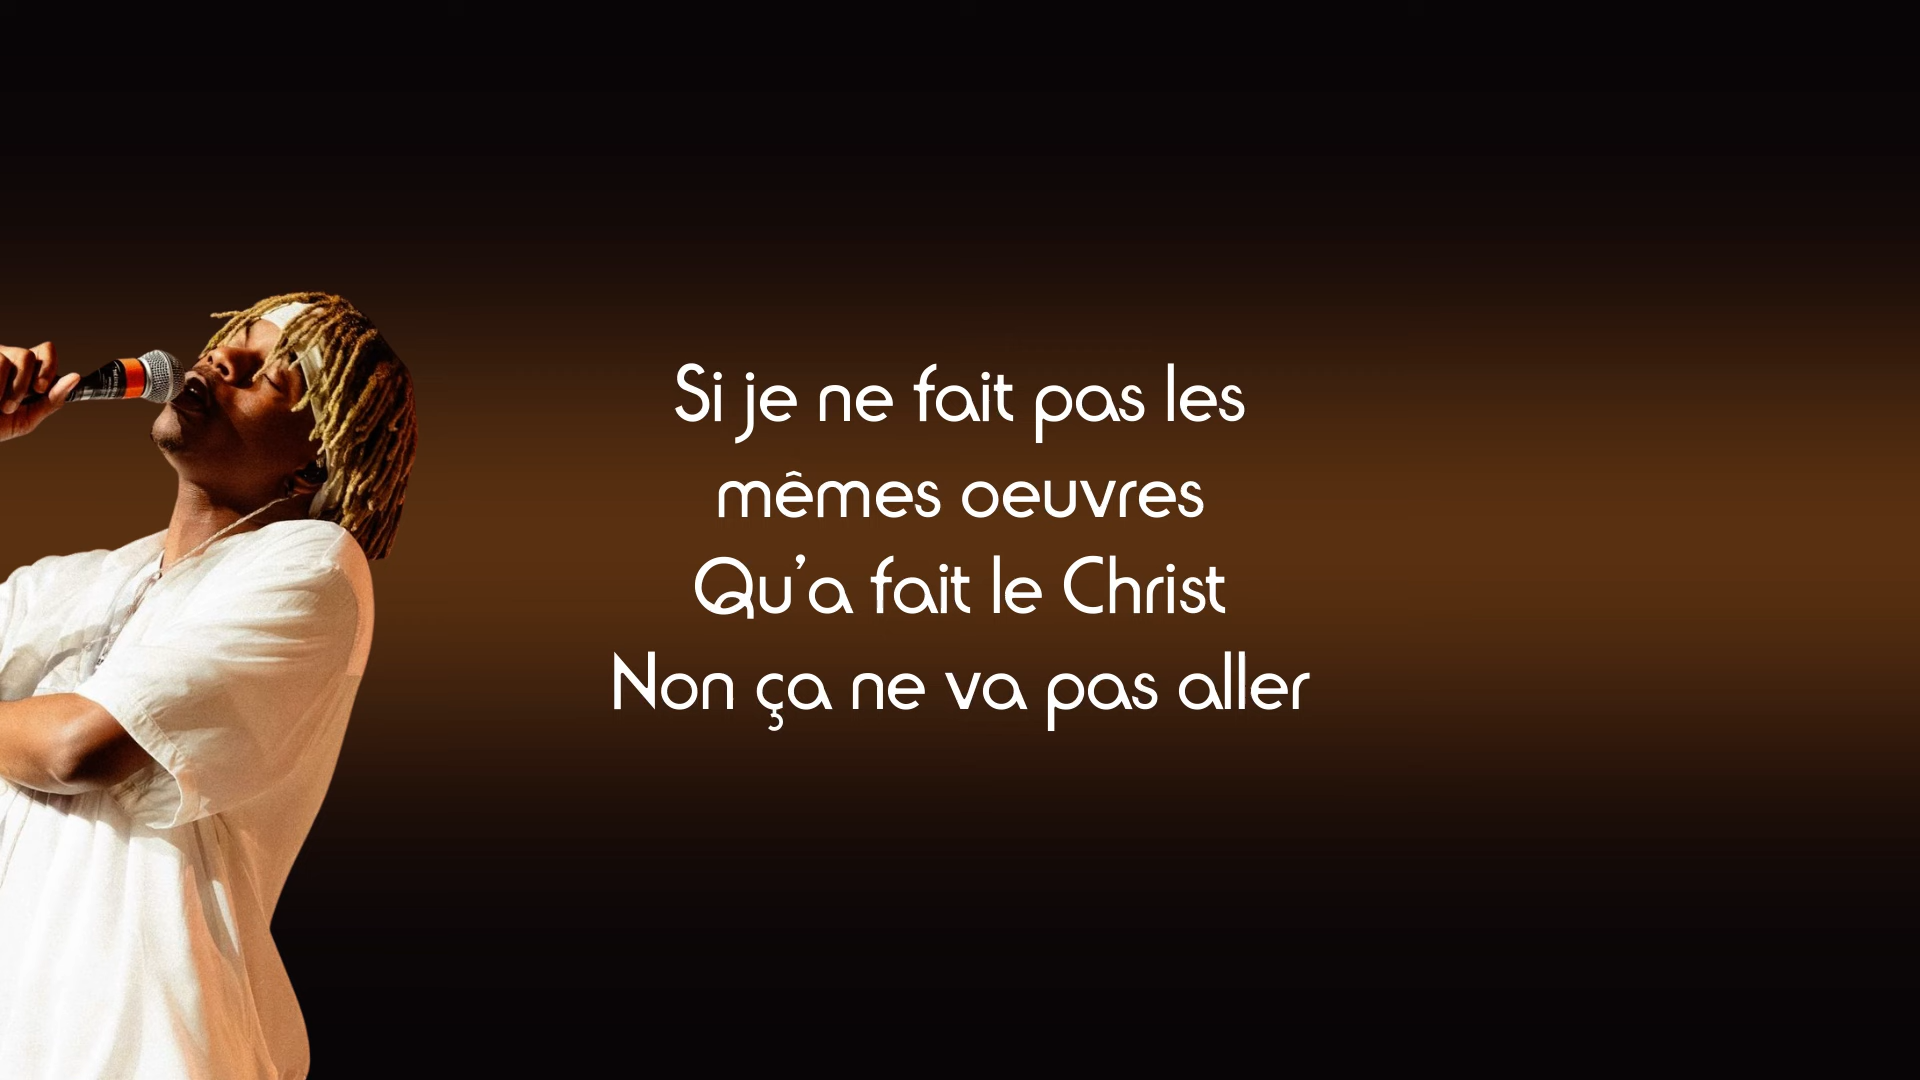 Si je ne fait pas les
mêmes oeuvres
Qu'a fait le Christ
Non ça ne va pas aller